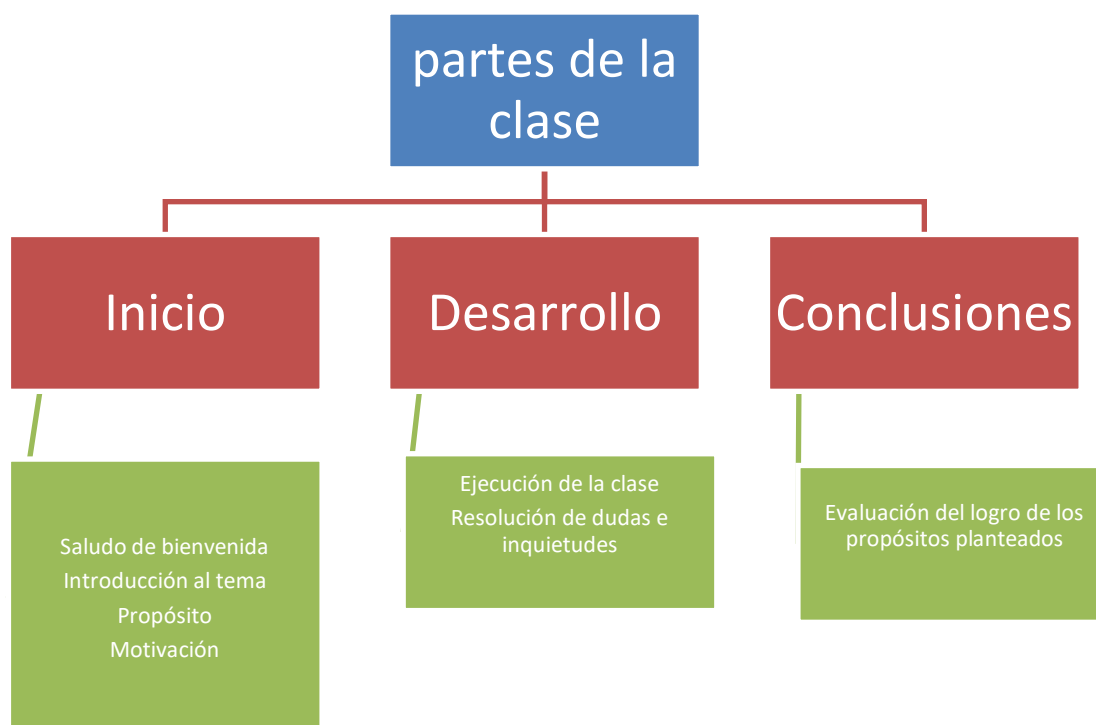 partes de la
clase
Inicio
Desarrollo
Conclusiones
Saludo de bienvenida
Introducción al tema
Propósito
Motivación
Ejecución de la clase
Resolución de dudas e
inquietudes
Evaluación del logro de los
propósitos planteados